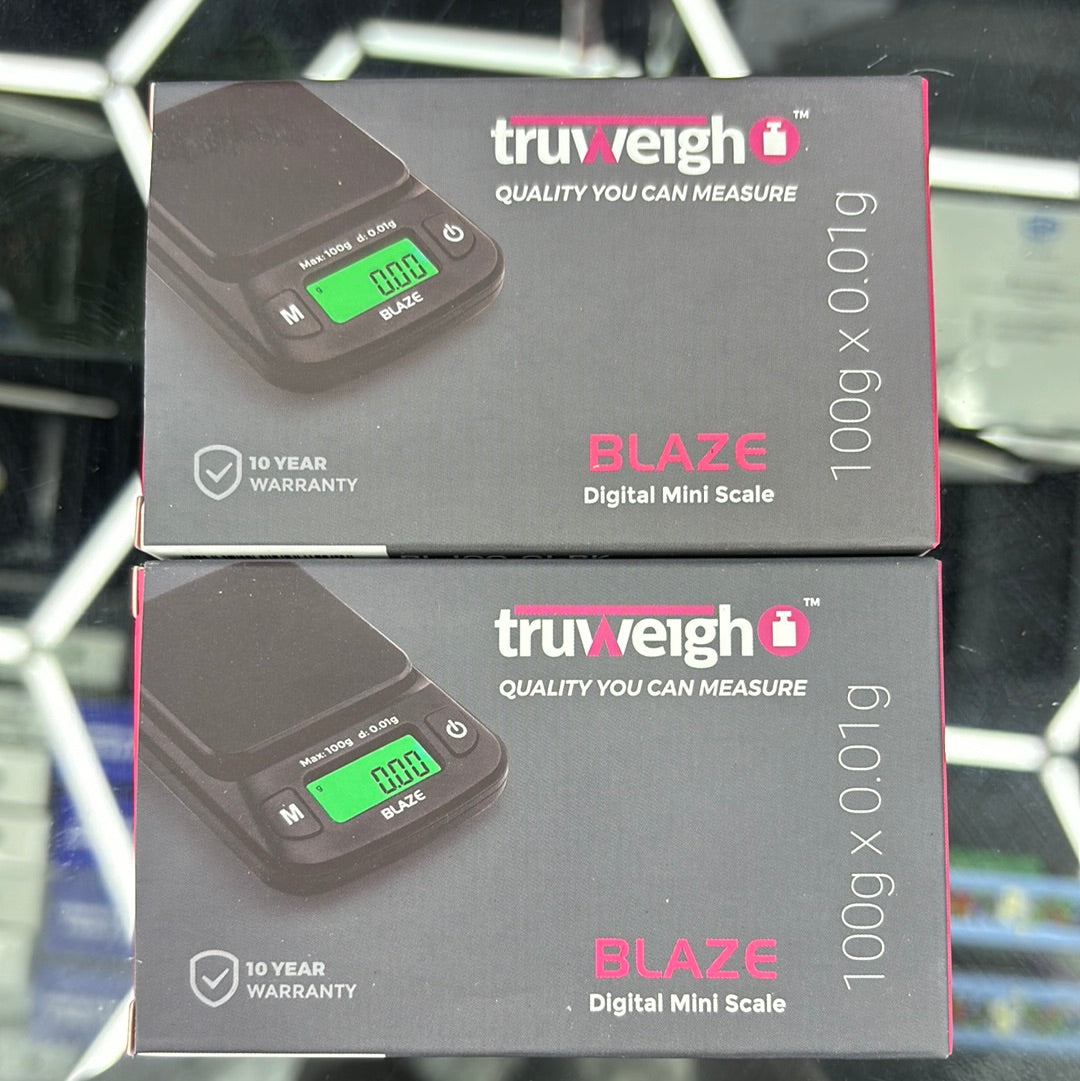 truweigh™
QUALITY YOU CAN MEASURE
Max: 100g d: 0.01g
g 0.00
M
BLAZE
100g x 0.01g
10 YEAR
WARRANTY
BLAZE
Digital Mini Scale
truweigh™
QUALITY YOU CAN MEASURE
Max: 100g d: 0.01g
g 0.00
M
BLAZE
100g x 0.01g
10 YEAR
WARRANTY
BLAZE
Digital Mini Scale